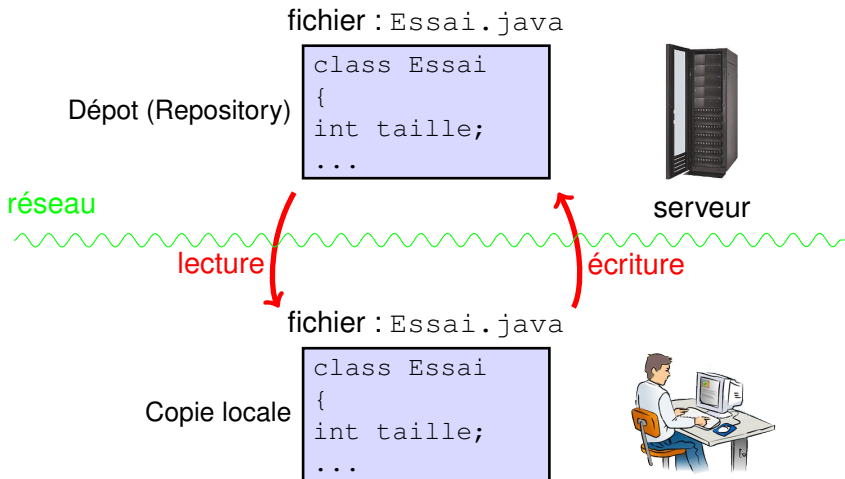 fichier : Essai.java
class Essai
{
int taille;
...
Dépot (Repository)
serveur
réseau
lecture
écriture
fichier : Essai.java
class Essai
{
int taille;
...
Copie locale